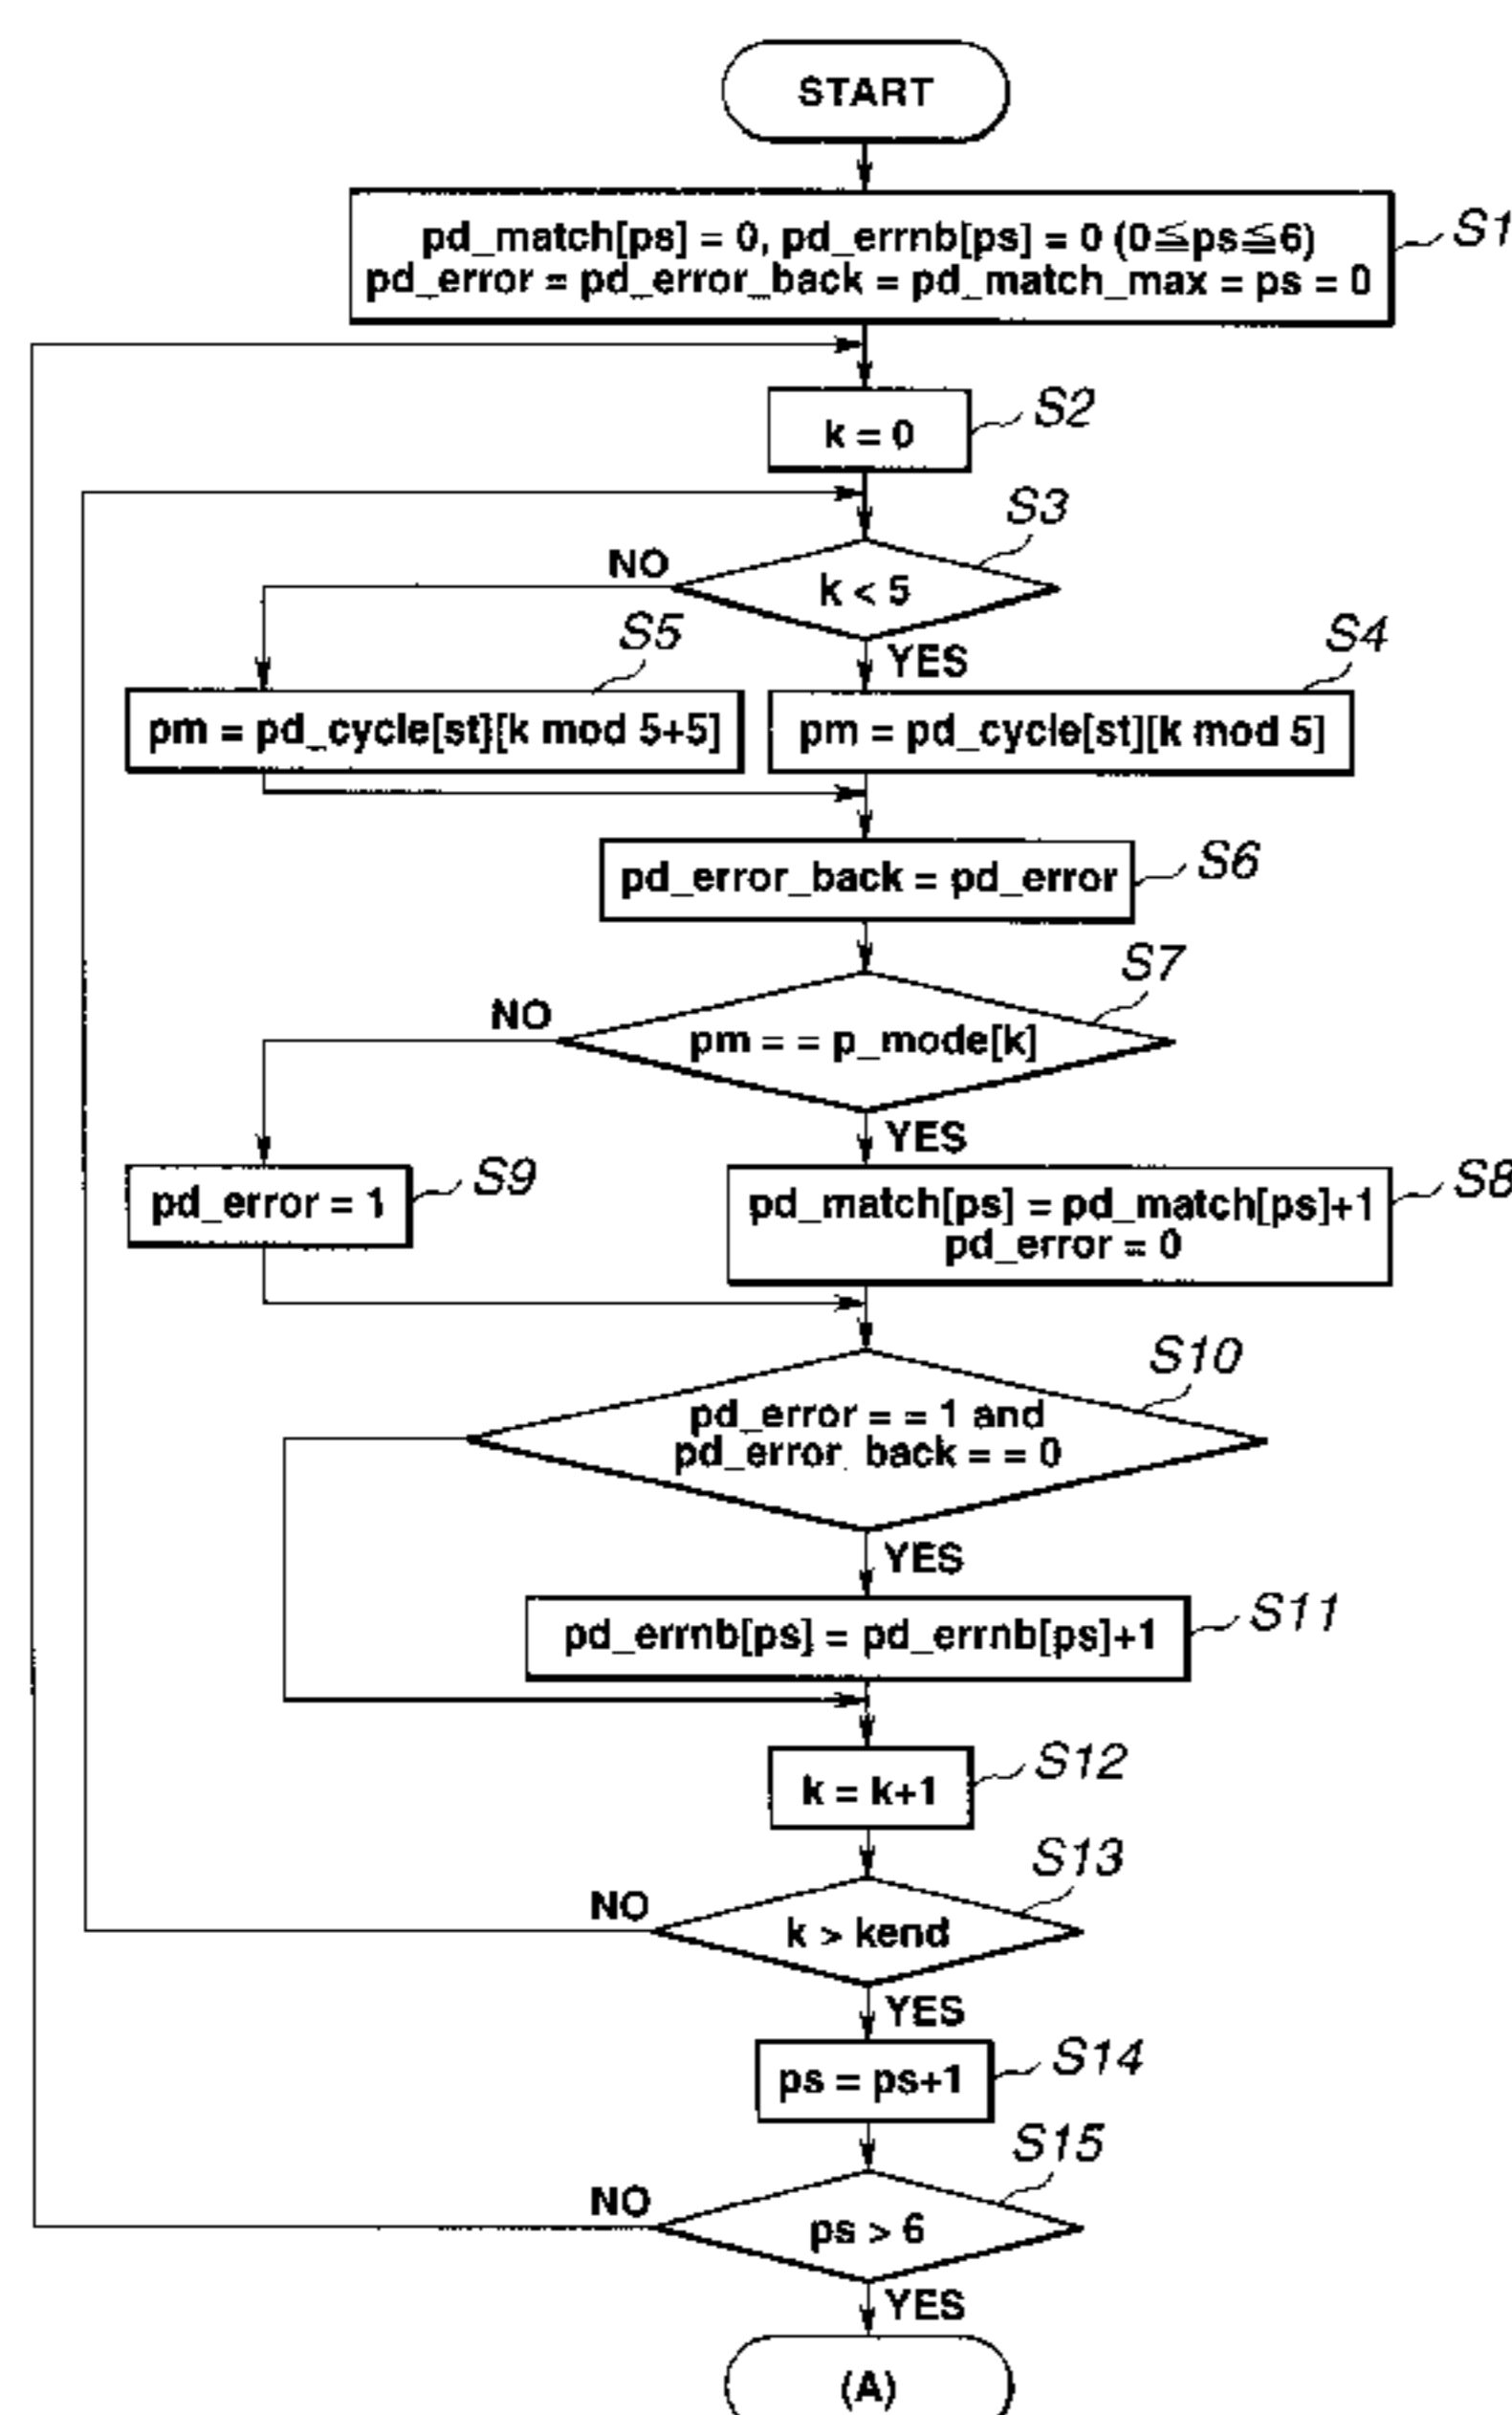 START
pd_match[ps] = 0, pd_errnb[ps] = 0 (0≦ps≦6)
pd_error = pd_error_back = pd_match_max = ps = 0
S1
k = 0
S2
S3
NO
k < 5
YES
S5
S4
pm = pd_cycle[st][k mod 5+5]
pm = pd_cycle[st][k mod 5]
pd_error_back = pd_error
S6
S7
NO
pm = = p_mode[k]
YES
pd_error = 1
S9
pd_match[ps] = pd_match[ps]+1
pd_error = 0
S8
S10
pd_error = = 1 and
pd_error_back = = 0
YES
pd_errnb[ps] = pd_errnb[ps]+1
S11
k = k+1
S12
S13
NO
k > kend
YES
ps = ps+1
S14
S15
NO
ps > 6
YES
(A)